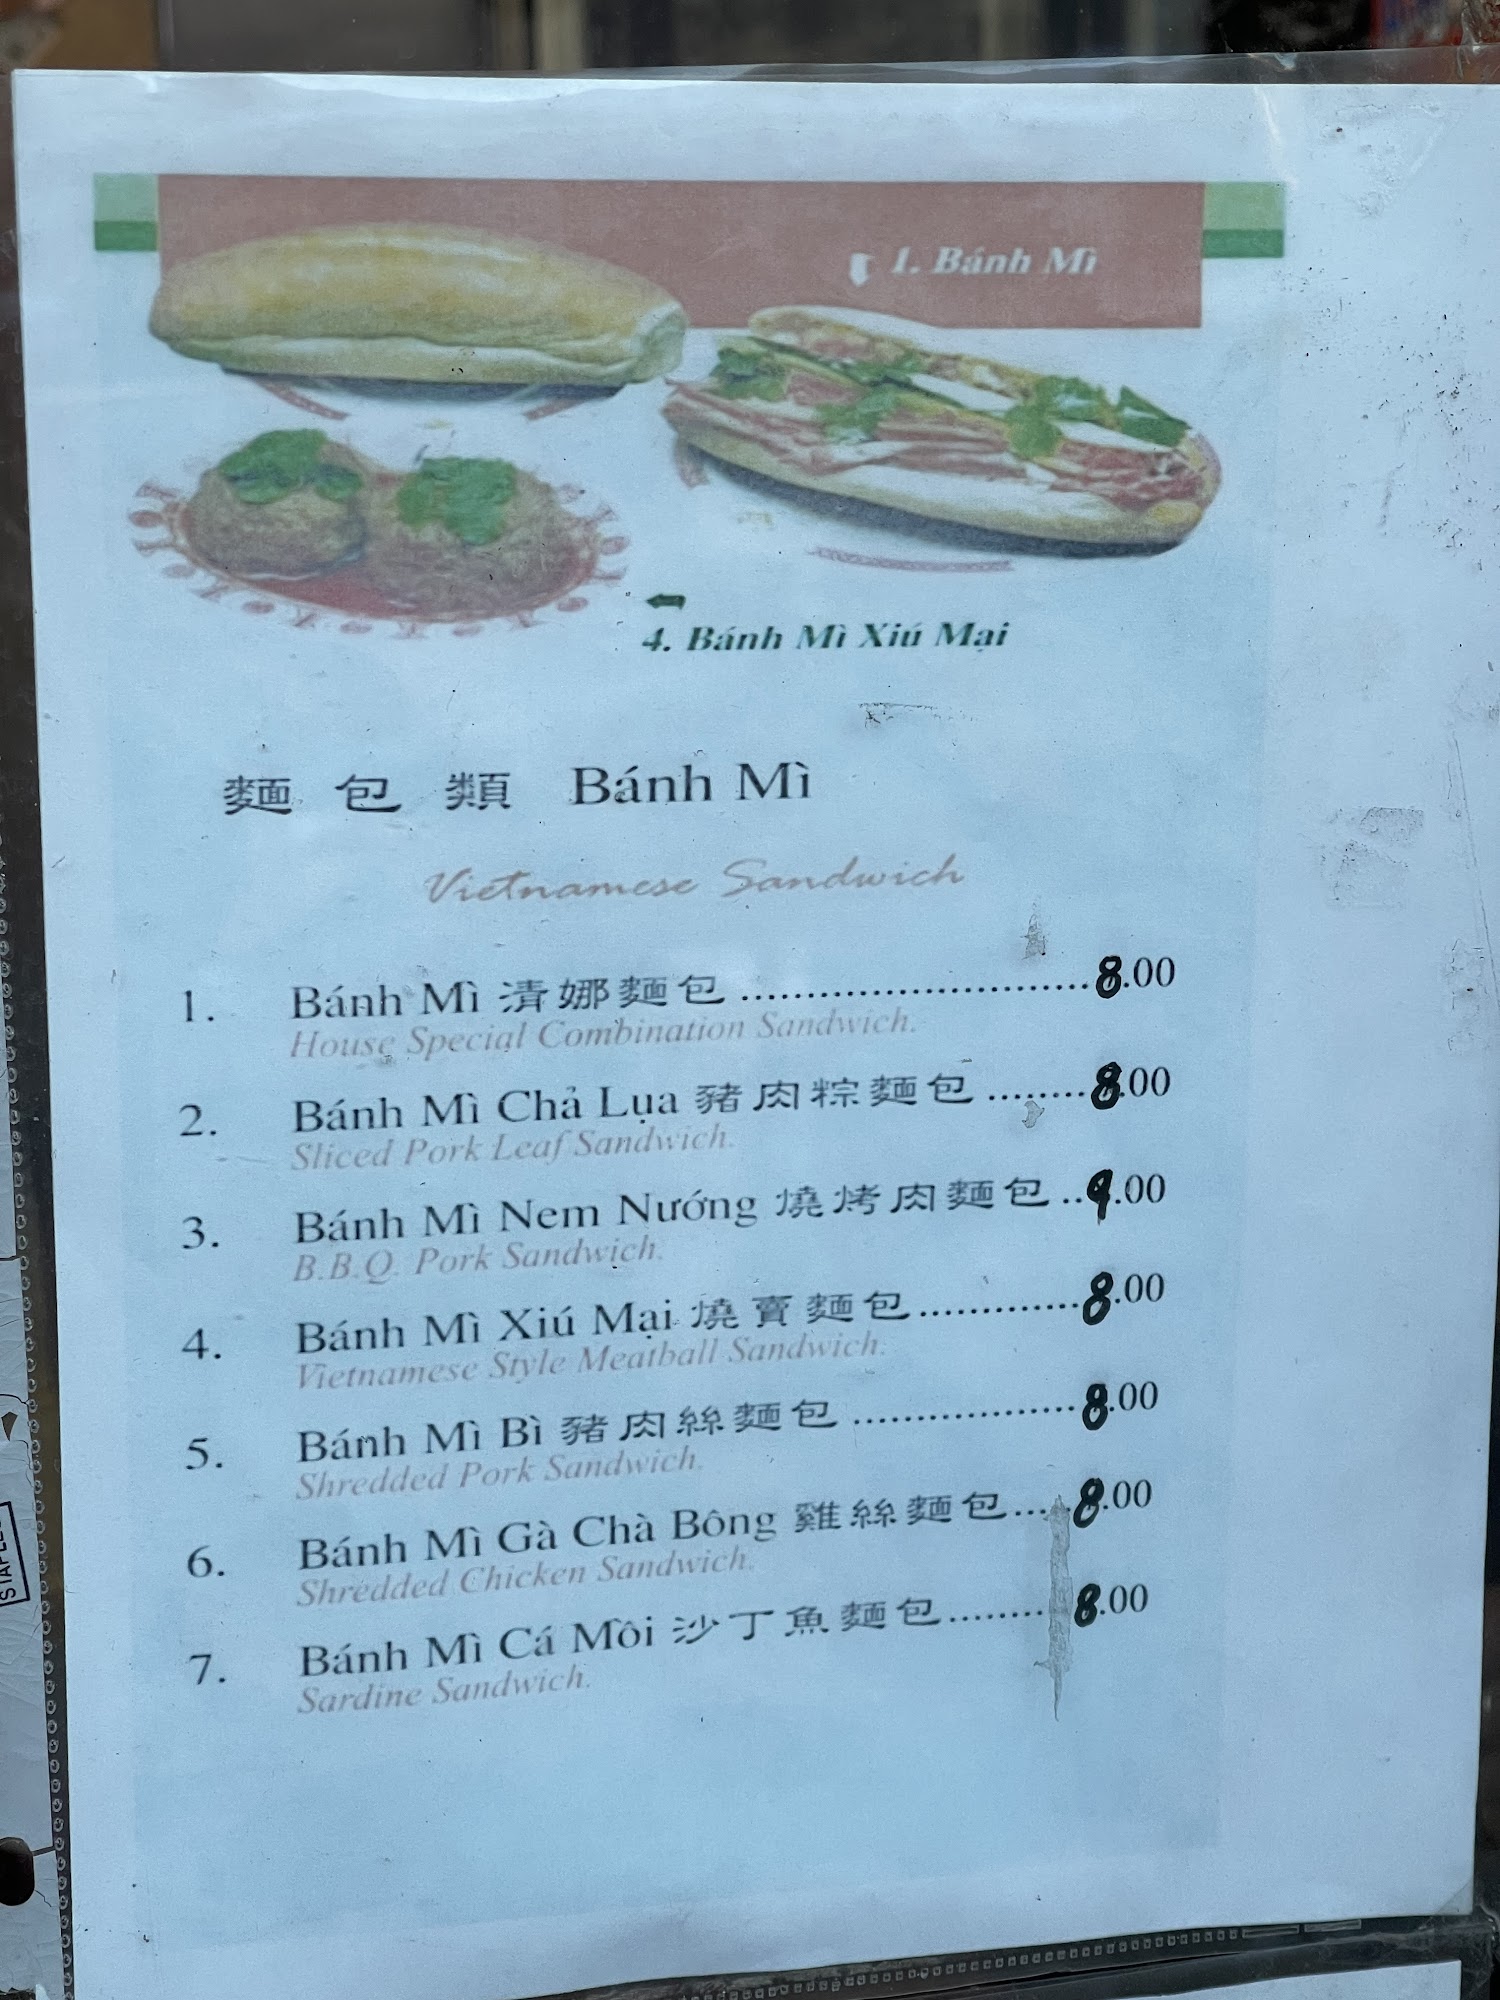 1. Bánh Mì
4. Bánh Mì Xiú Mại
麵包類 Bánh Mì
Vietnamese Sandwich
1. Bánh Mì 清娜麵包 ........................... 8.00
House Special Combination Sandwich.
2. Bánh Mì Chả Lụa 豬肉粽麵包 ........ 8.00
Sliced Pork Leaf Sandwich.
3. Bánh Mì Nem Nướng 燒烤肉麵包 .. 9.00
B.B.Q. Pork Sandwich.
4. Bánh Mì Xiú Mại 燒賣麵包 ............. 8.00
Vietnamese Style Meatball Sandwich.
5. Bánh Mì Bì 豬肉絲麵包 .................. 8.00
Shredded Pork Sandwich.
6. Bánh Mì Gà Chà Bông 雞絲麵包 .... 8.00
Shredded Chicken Sandwich.
7. Bánh Mì Cá Mồi 沙丁魚麵包 .......... 8.00
Sardine Sandwich.